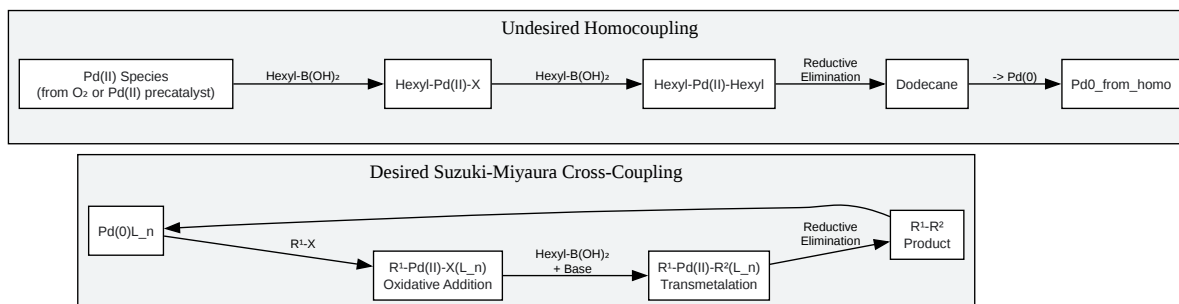 Undesired Homocoupling
Pd(II) Species
(from O₂ or Pd(II) precatalyst)
Hexyl-B(OH)₂
Hexyl-Pd(II)-X
Hexyl-B(OH)₂
Hexyl-Pd(II)-Hexyl
Reductive
Elimination
Dodecane
-> Pd(0)
Pd0_from_homo
Desired Suzuki-Miyaura Cross-Coupling
Pd(0)L_n
R¹-X
R¹-Pd(II)-X(L_n)
Oxidative Addition
Hexyl-B(OH)₂
+ Base
R¹-Pd(II)-R²(L_n)
Transmetalation
Reductive
Elimination
R¹-R²
Product